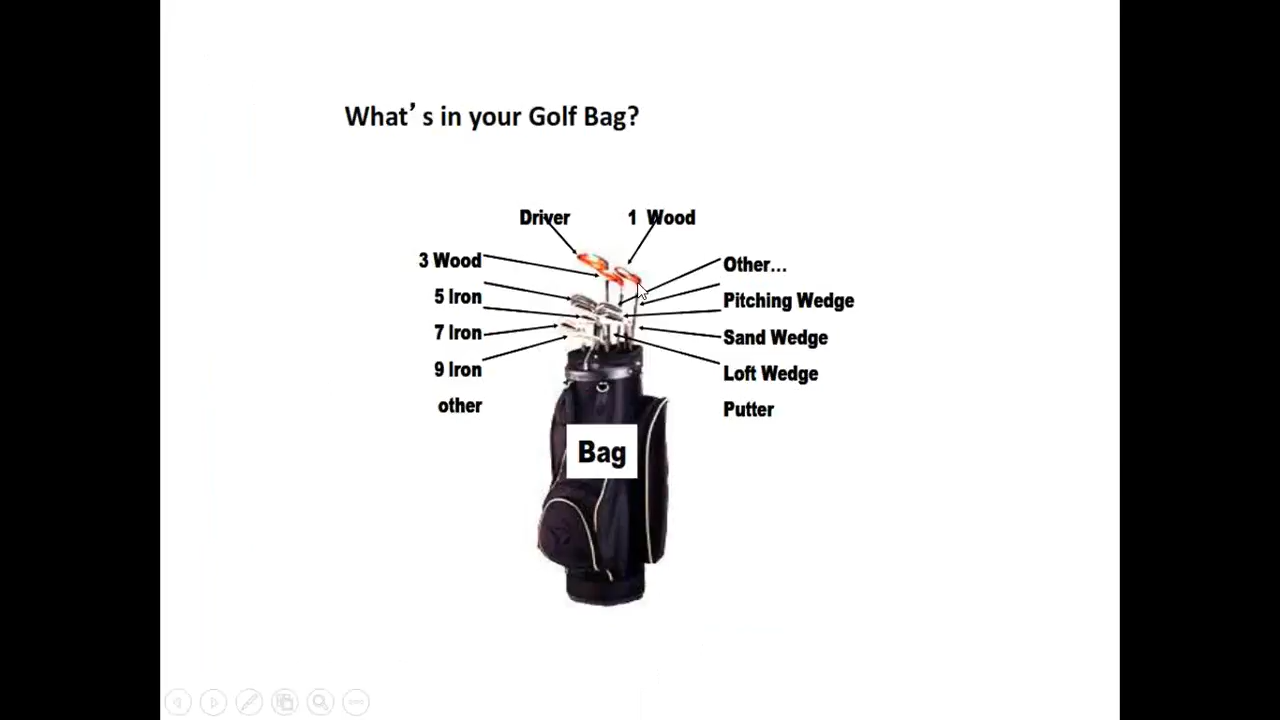 What’s in your Golf Bag?
Driver
1 Wood
3 Wood
5 Iron
7 Iron
9 Iron
other
Other...
Pitching Wedge
Sand Wedge
Loft Wedge
Putter
Bag